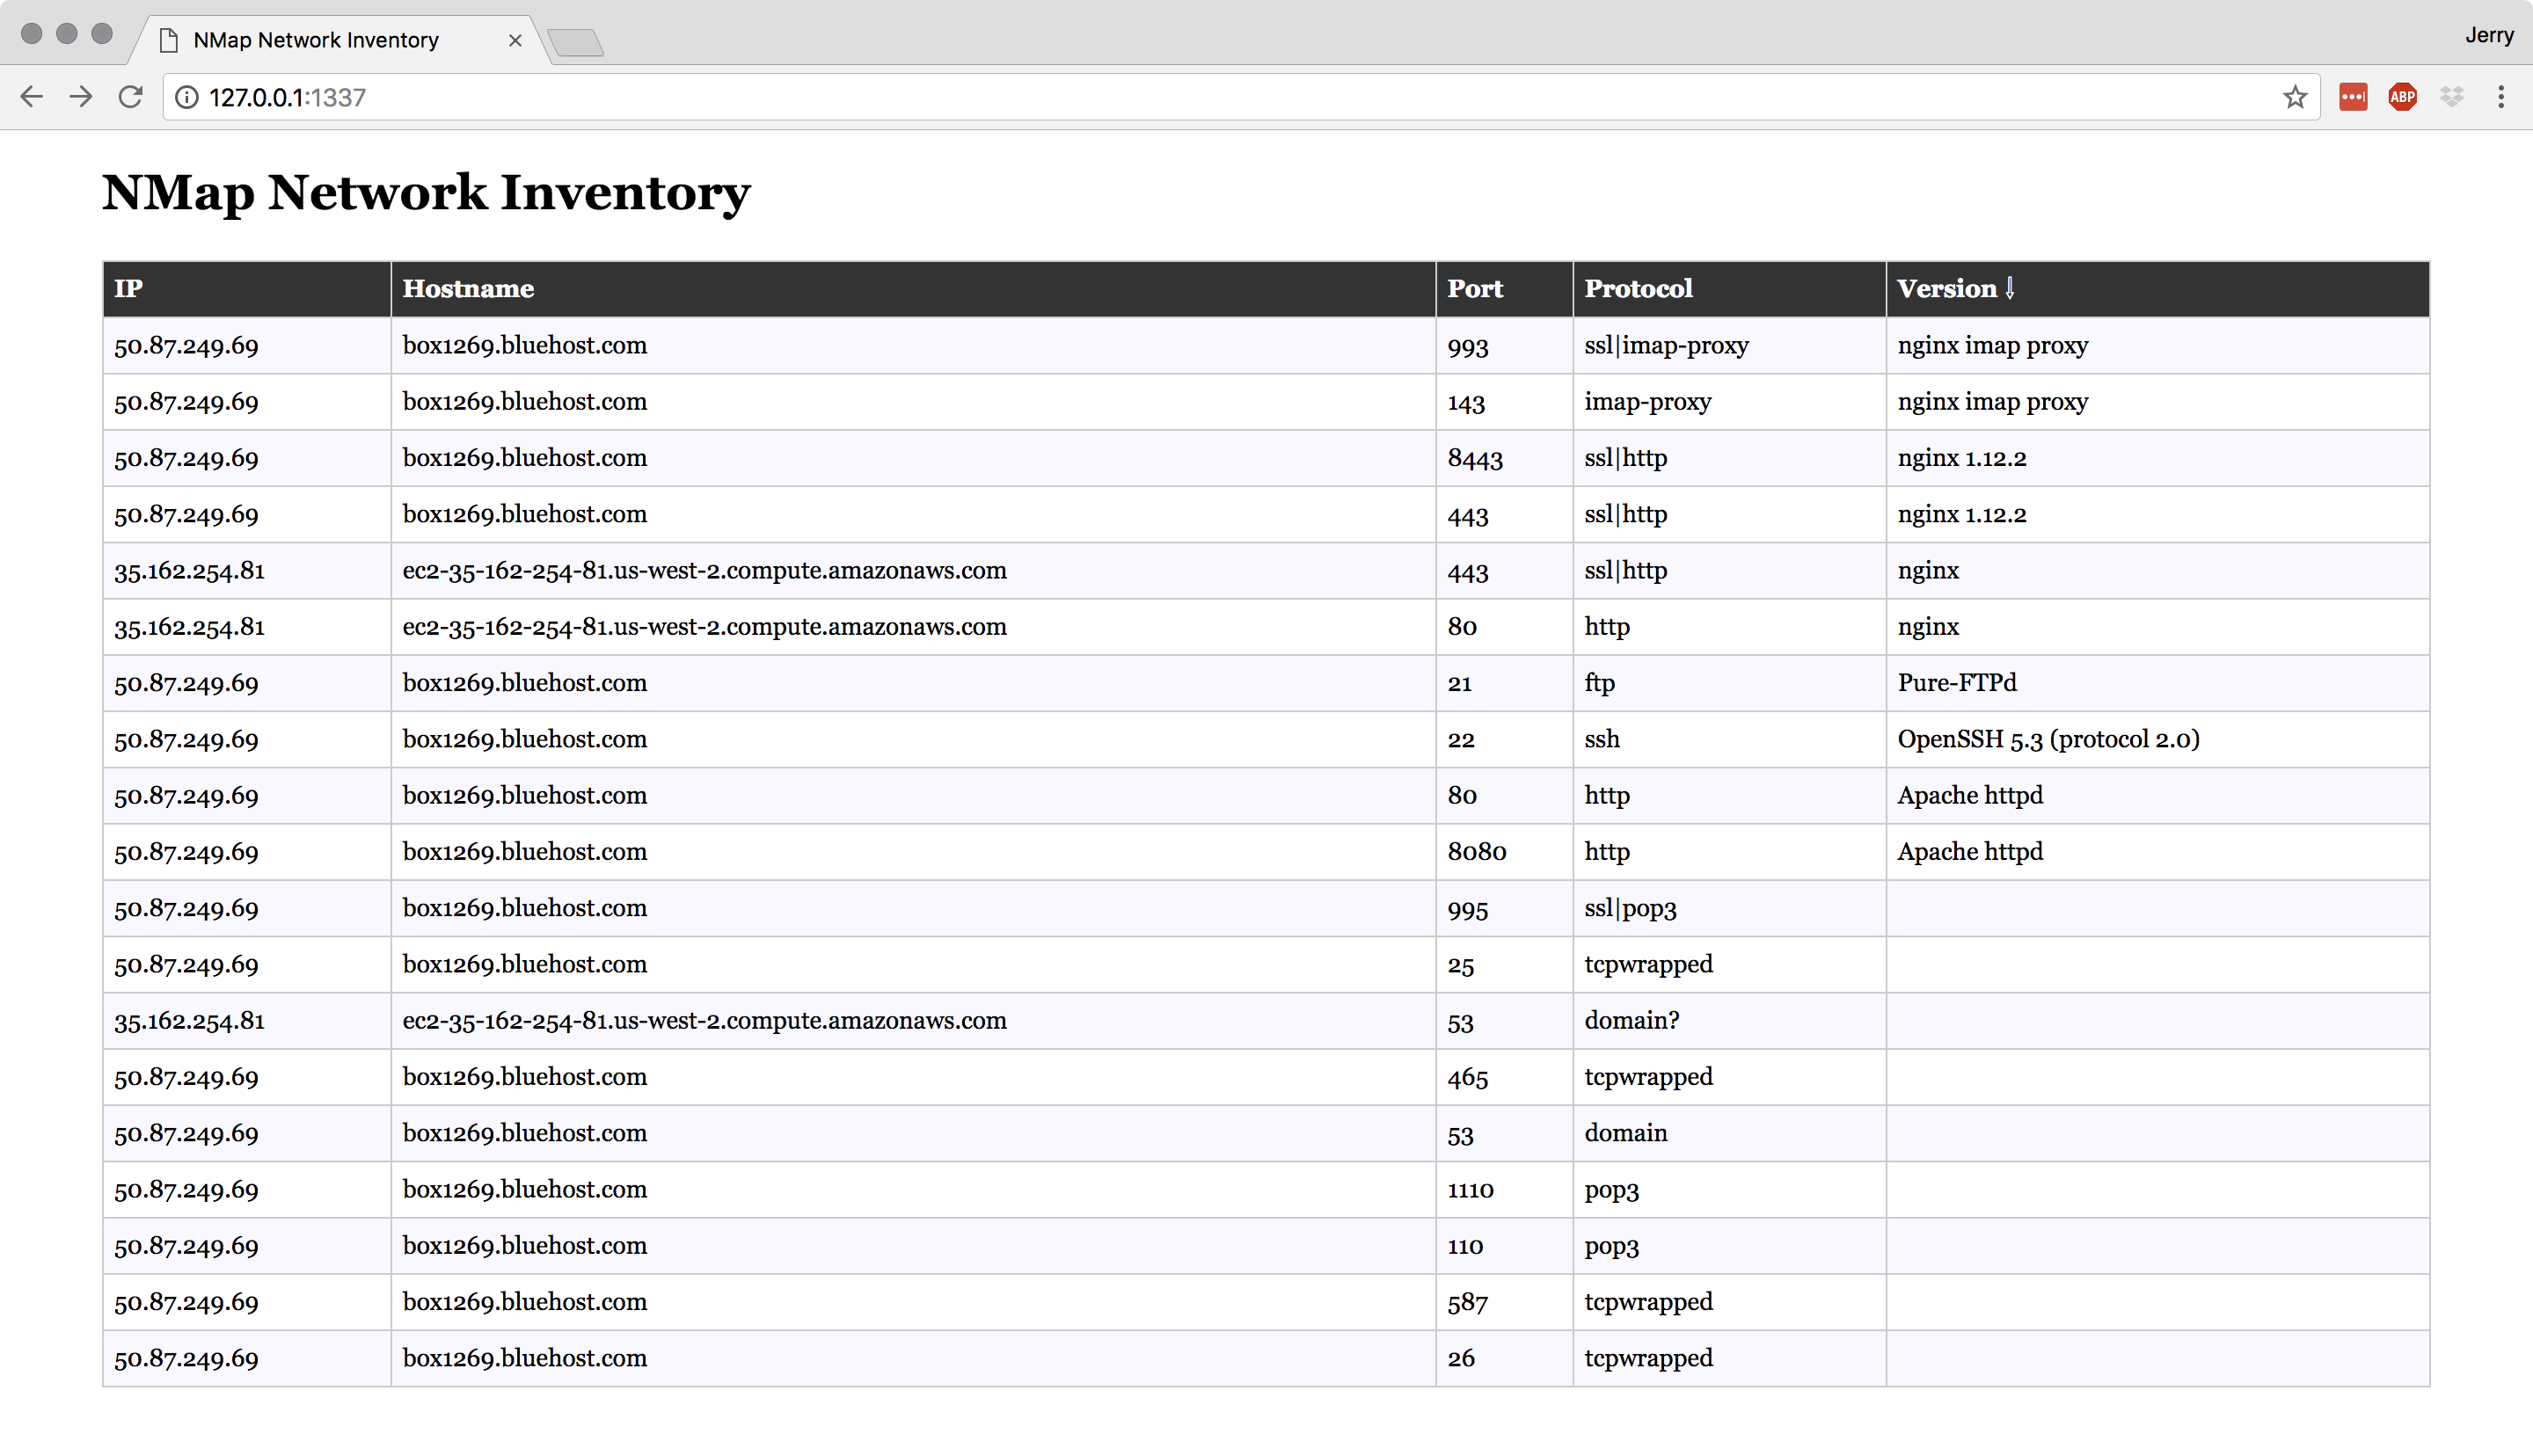 NMap Network Inventory
Jerry
127.0.0.1:1337
ABP
NMap Network Inventory
IP Hostname Port Protocol Version ⇩
50.87.249.69 box1269.bluehost.com 993 ssl|imap-proxy nginx imap proxy
50.87.249.69 box1269.bluehost.com 143 imap-proxy nginx imap proxy
50.87.249.69 box1269.bluehost.com 8443 ssl|http nginx 1.12.2
50.87.249.69 box1269.bluehost.com 443 ssl|http nginx 1.12.2
35.162.254.81 ec2-35-162-254-81.us-west-2.compute.amazonaws.com 443 ssl|http nginx
35.162.254.81 ec2-35-162-254-81.us-west-2.compute.amazonaws.com 80 http nginx
50.87.249.69 box1269.bluehost.com 21 ftp Pure-FTPd
50.87.249.69 box1269.bluehost.com 22 ssh OpenSSH 5.3 (protocol 2.0)
50.87.249.69 box1269.bluehost.com 80 http Apache httpd
50.87.249.69 box1269.bluehost.com 8080 http Apache httpd
50.87.249.69 box1269.bluehost.com 995 ssl|pop3
50.87.249.69 box1269.bluehost.com 25 tcpwrapped
35.162.254.81 ec2-35-162-254-81.us-west-2.compute.amazonaws.com 53 domain?
50.87.249.69 box1269.bluehost.com 465 tcpwrapped
50.87.249.69 box1269.bluehost.com 53 domain
50.87.249.69 box1269.bluehost.com 1110 pop3
50.87.249.69 box1269.bluehost.com 110 pop3
50.87.249.69 box1269.bluehost.com 587 tcpwrapped
50.87.249.69 box1269.bluehost.com 26 tcpwrapped